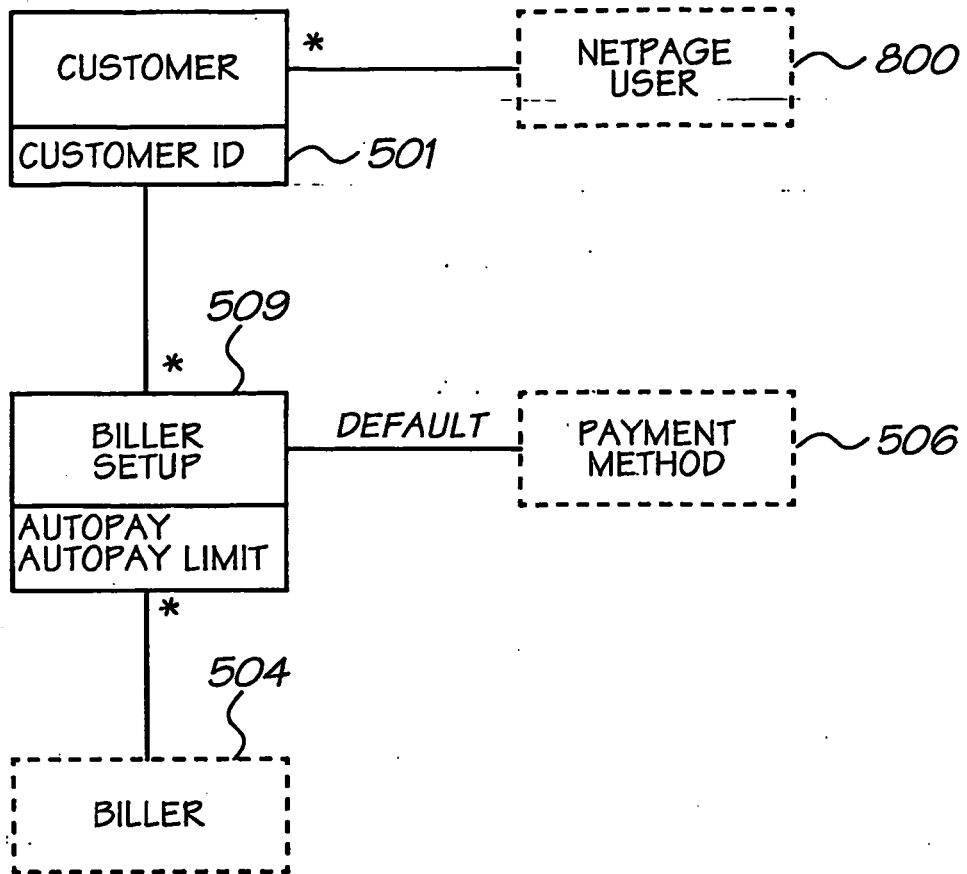 CUSTOMER
*
NETPAGE
USER
800
CUSTOMER ID
501
509
*
BILLER
SETUP
DEFAULT
PAYMENT
METHOD
506
AUTOPAY
AUTOPAY LIMIT
*
504
BILLER